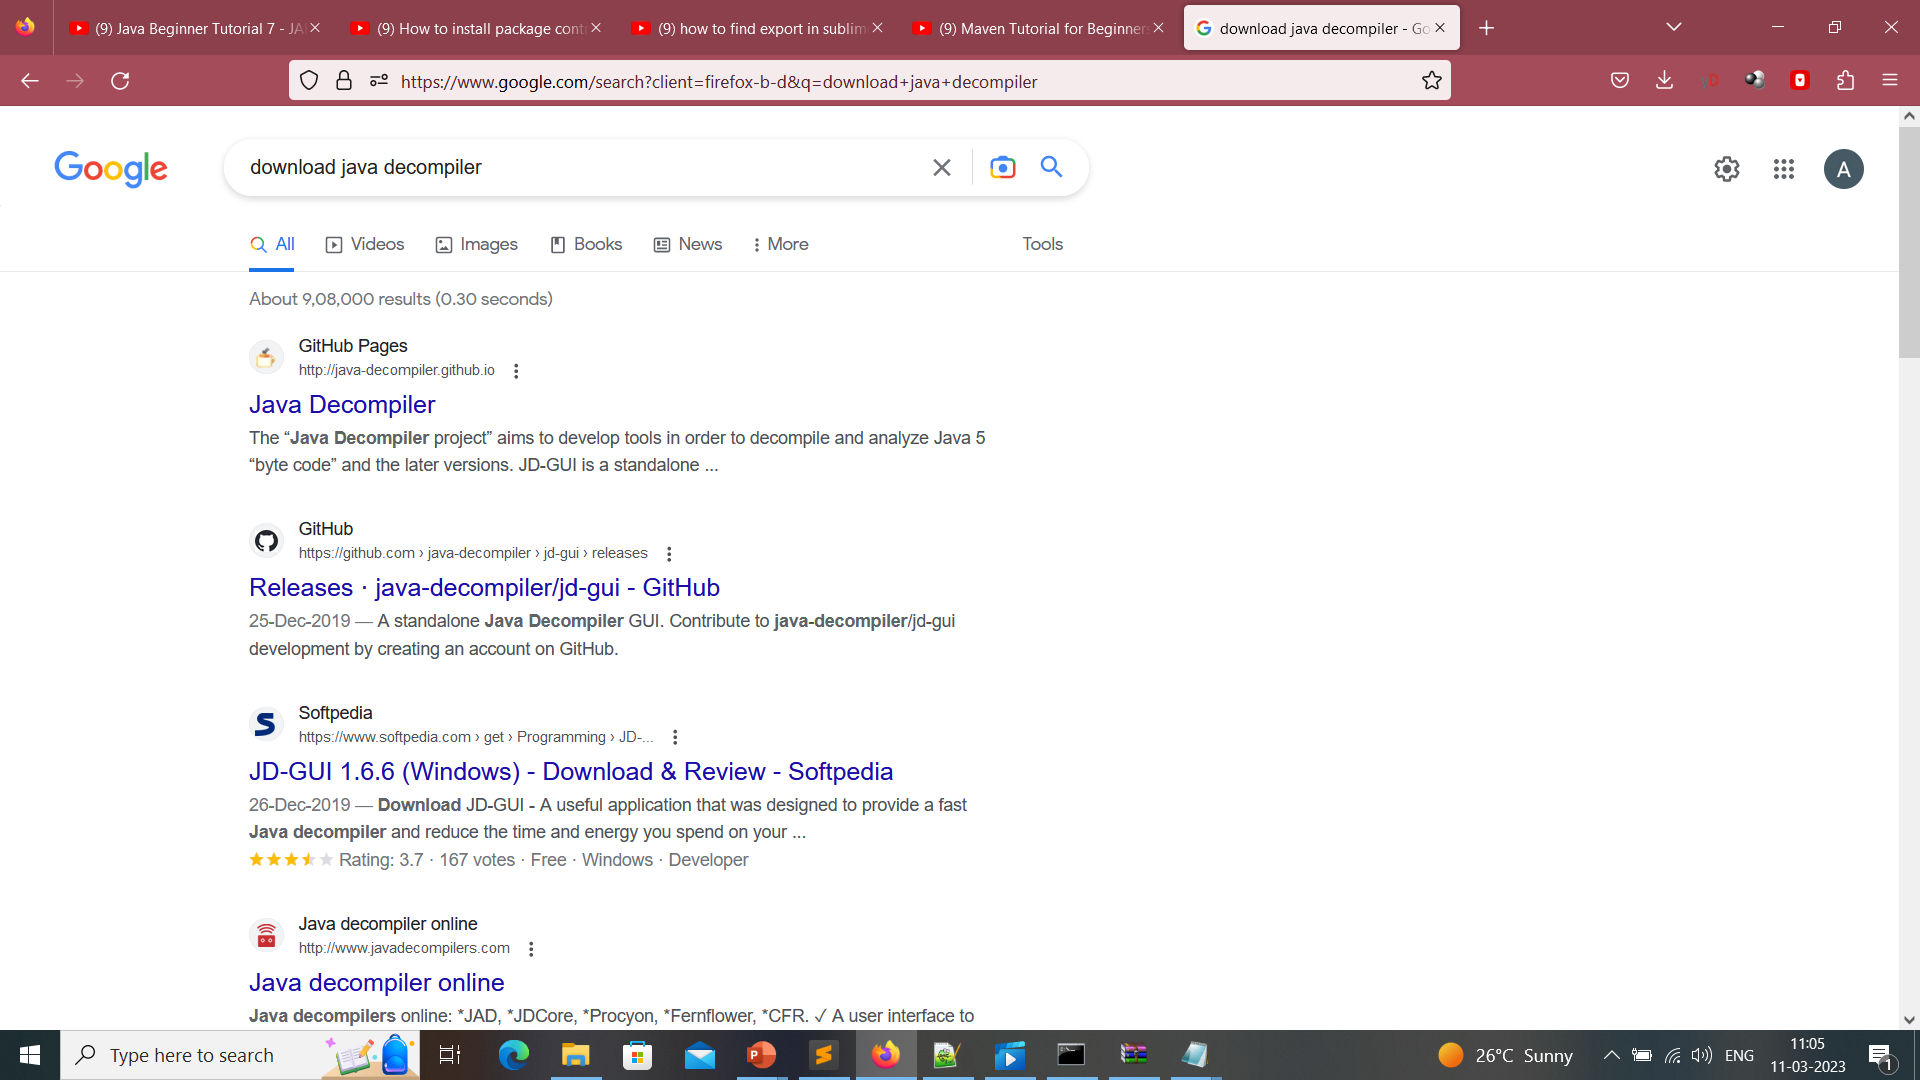 (9) Java Beginner Tutorial 7 - JA
(9) How to install package cont
(9) how to find export in sublim
(9) Maven Tutorial for Beginners
download java decompiler - Go
https://www.google.com/search?client=firefox-b-d&q=download+java+decompiler
Google
download java decompiler
A
All
Videos
Images
Books
News
More
Tools
About 9,08,000 results (0.30 seconds)
GitHub Pages
http://java-decompiler.github.io
Java Decompiler
The “Java Decompiler project” aims to develop tools in order to decompile and analyze Java 5
“byte code” and the later versions. JD-GUI is a standalone ...
GitHub
https://github.com › java-decompiler › jd-gui › releases
Releases · java-decompiler/jd-gui - GitHub
25-Dec-2019 — A standalone Java Decompiler GUI. Contribute to java-decompiler/jd-gui
development by creating an account on GitHub.
Softpedia
https://www.softpedia.com › get › Programming › JD-...
JD-GUI 1.6.6 (Windows) - Download & Review - Softpedia
26-Dec-2019 — Download JD-GUI - A useful application that was designed to provide a fast
Java decompiler and reduce the time and energy you spend on your ...
Rating: 3.7 · 167 votes · Free · Windows · Developer
Java decompiler online
http://www.javadecompilers.com
Java decompiler online
Java decompilers online: *JAD, *JDCore, *Procyon, *Fernflower, *CFR. ✓ A user interface to
Type here to search
26°C Sunny
ENG
11:05
11-03-2023
1